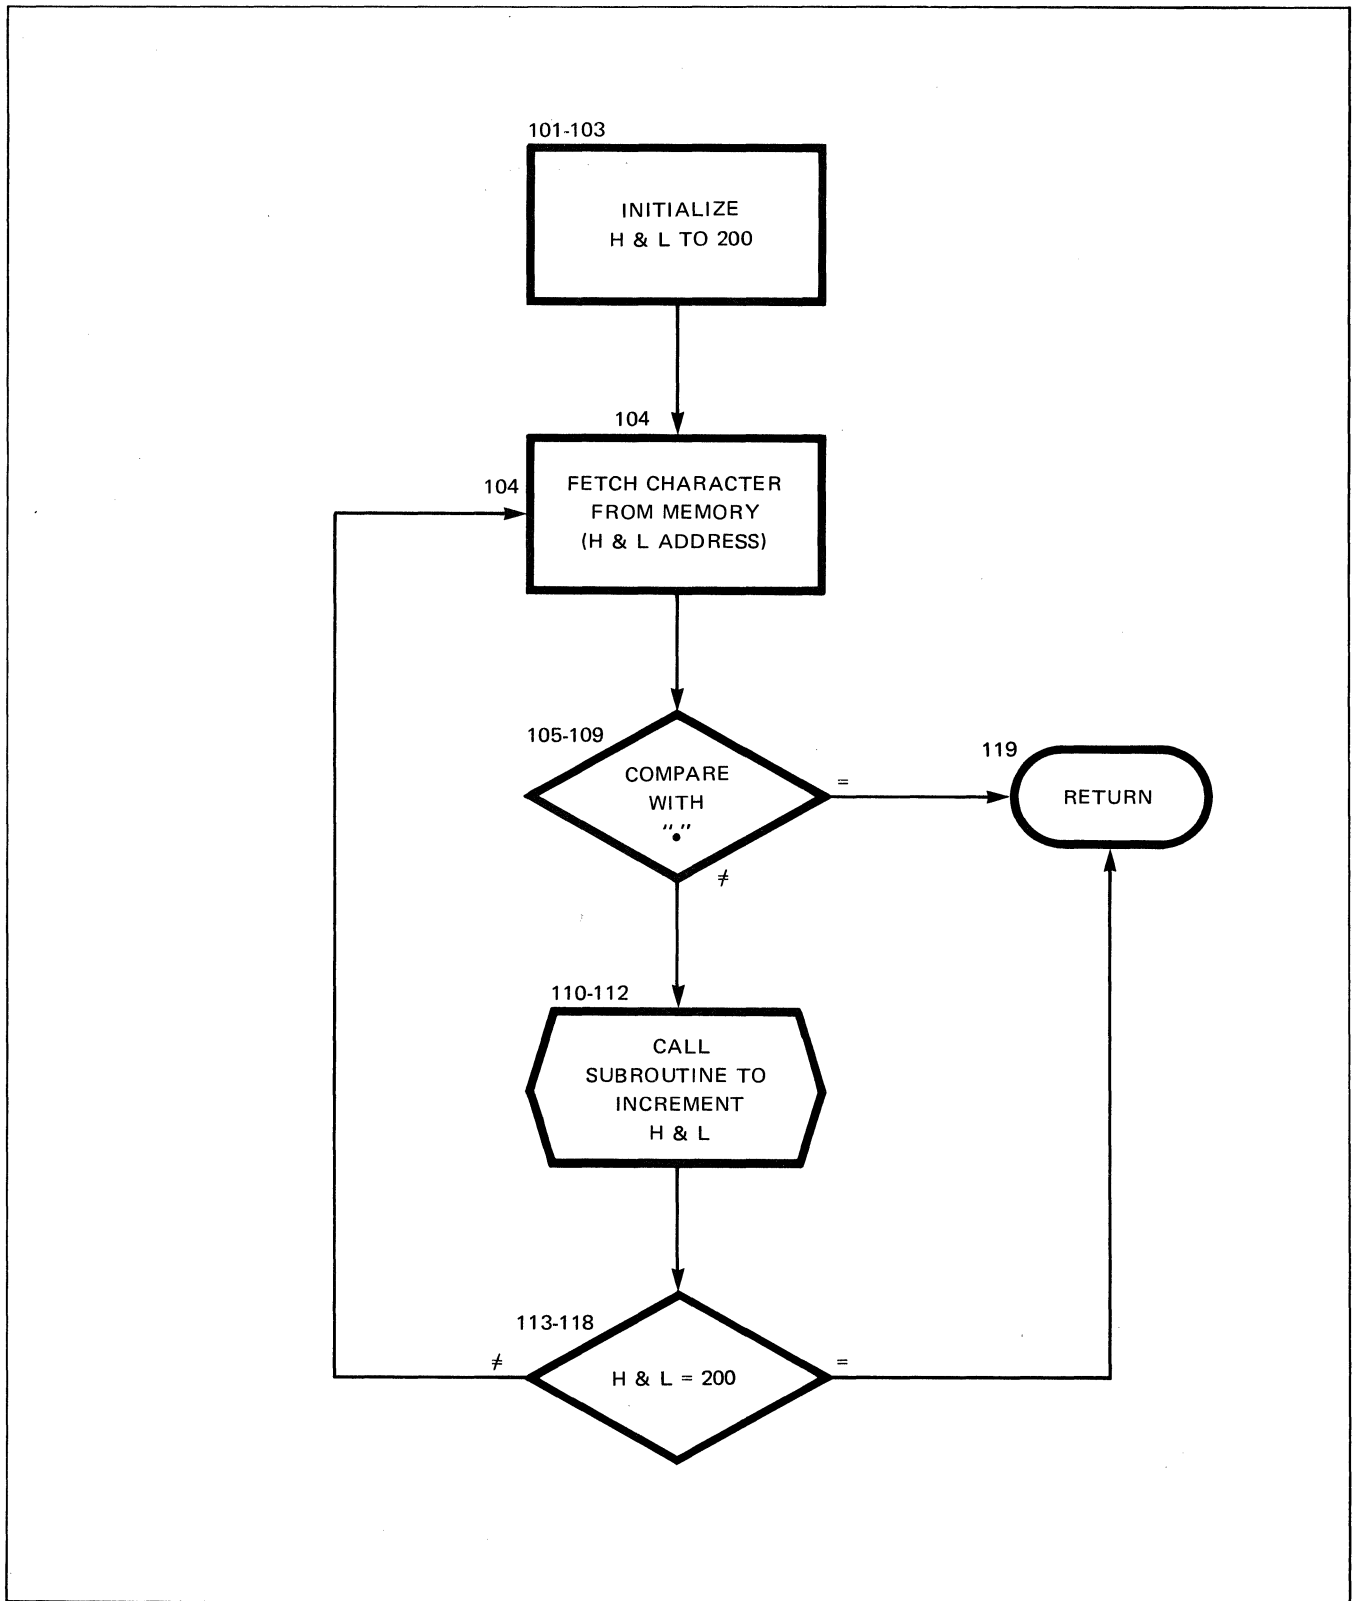 101-103
INITIALIZE
H & L TO 200
104
104
FETCH CHARACTER
FROM MEMORY
(H & L ADDRESS)
105-109
COMPARE
WITH
"."
=
≠
119
RETURN
110-112
CALL
SUBROUTINE TO
INCREMENT
H & L
113-118
≠
H & L = 200
=